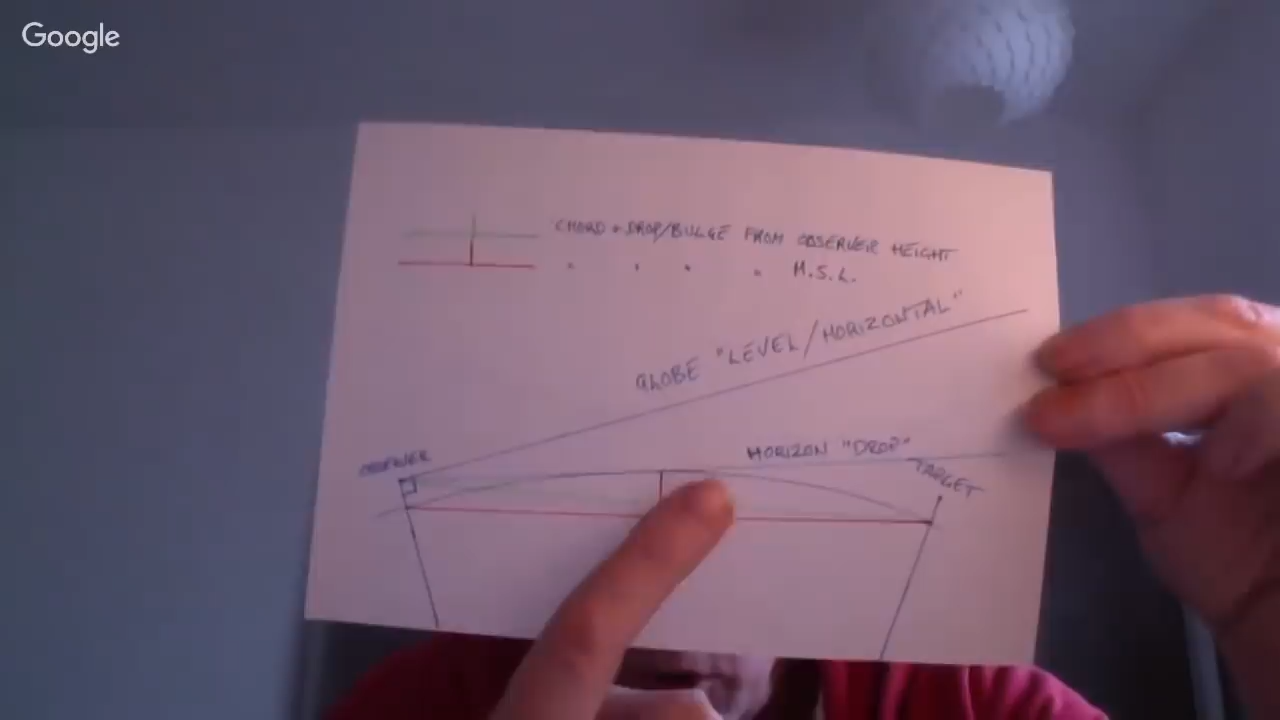 Google
CHORD + DROP/BULGE FROM OBSERVER HEIGHT
" " " " M.S.L.
GLOBE "LEVEL/HORIZONTAL"
OBSERVER
HORIZON "DROP"
TARGET